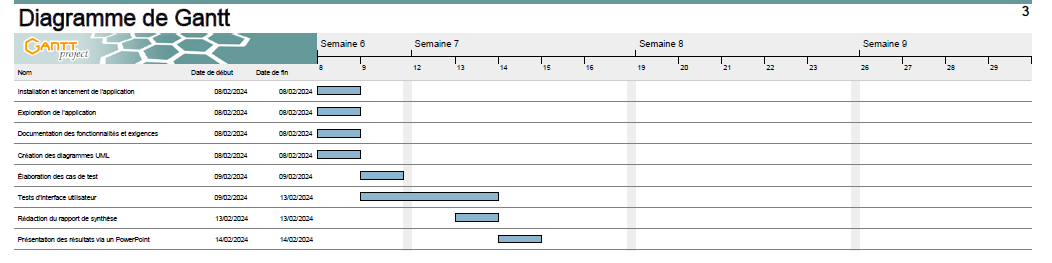 Diagramme de Gantt
3
GANTT project
Semaine 6 Semaine 7 Semaine 8 Semaine 9
Nom Date de début Date de fin 8 9 12 13 14 15 16 19 20 21 22 23 26 27 28 29
Installation et lancement de l'application 08/02/2024 08/02/2024
Exploration de l'application 08/02/2024 08/02/2024
Documentation des fonctionnalités et exigences 08/02/2024 08/02/2024
Création des diagrammes UML 08/02/2024 08/02/2024
Élaboration des cas de test 09/02/2024 09/02/2024
Tests d'interface utilisateur 09/02/2024 13/02/2024
Rédaction du rapport de synthèse 13/02/2024 13/02/2024
Présentation des résultats via un PowerPoint 14/02/2024 14/02/2024